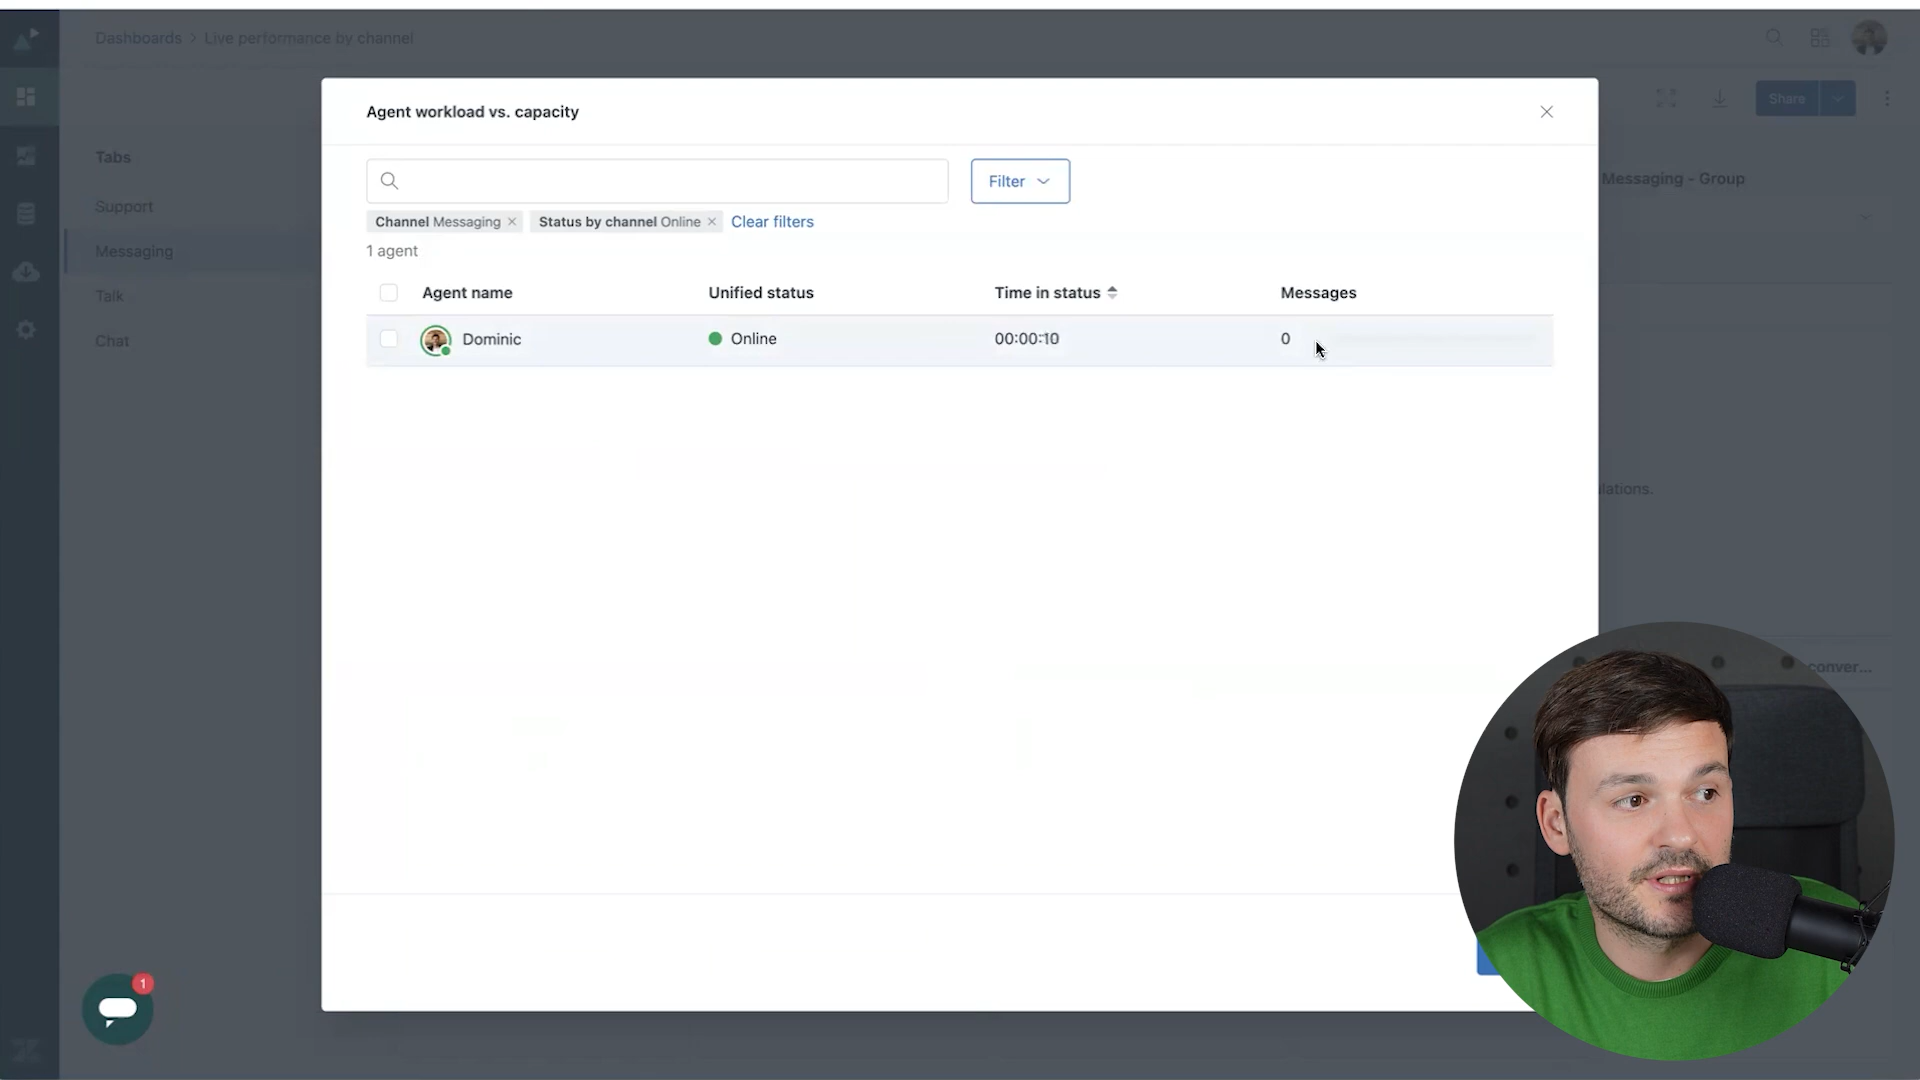 Dashboards > Live performance by channel
Share
Agent workload vs. capacity
Tabs
Support
Messaging
Talk
Chat
Filter
Channel Messaging × Status by channel Online × Clear filters
1 agent
Agent name Unified status Time in status Messages
Dominic Online 00:00:10 0
Messaging - Group
lations.
conver...
1